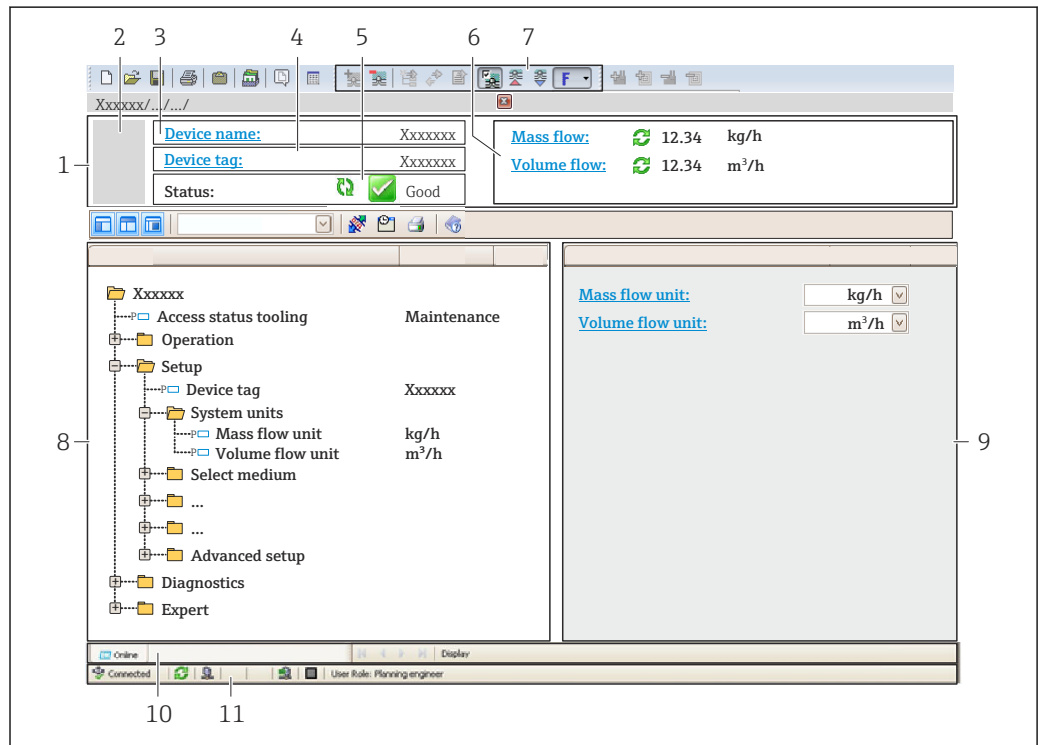 2 3 4 5 6 7
F
Xxxxxx/.../.../
1
Device name: Xxxxxxx
Mass flow: 12.34 kg/h
Device tag: Xxxxxxx
Volume flow: 12.34 m³/h
Status: Good
Xxxxxx
Mass flow unit: kg/h
P Access status tooling Maintenance
Volume flow unit: m³/h
Operation
Setup
P Device tag Xxxxxx
System units
P Mass flow unit kg/h
8
9
P Volume flow unit m³/h
Select medium
...
...
Advanced setup
Diagnostics
Expert
Online Display
Connected User Role: Planning engineer
10 11